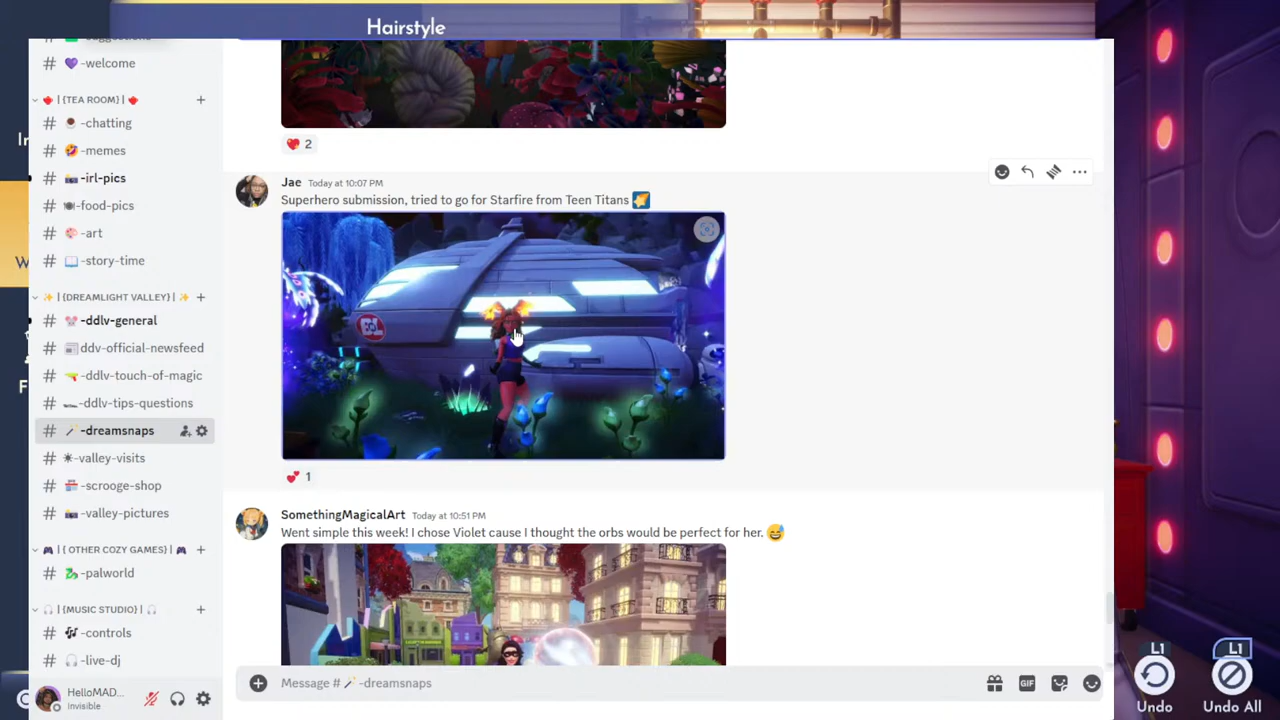 Hairstyle
-welcome
| {TEA ROOM} |
-chatting
-memes
-irl-pics
-food-pics
-art
-story-time
| {DREAMLIGHT VALLEY} |
-ddlv-general
ddv-official-newsfeed
-ddlv-touch-of-magic
-ddlv-tips-questions
-dreamsnaps
-valley-visits
-scrooge-shop
-valley-pictures
| { OTHER COZY GAMES} |
-palworld
| {MUSIC STUDIO} |
-controls
-live-dj
HelloMAD...
Invisible
2
Jae Today at 10:07 PM
Superhero submission, tried to go for Starfire from Teen Titans
1
SomethingMagicalArt Today at 10:51 PM
Went simple this week! I chose Violet cause I thought the orbs would be perfect for her.
Message # -dreamsnaps
GIF
L1
Undo
L1
Undo All